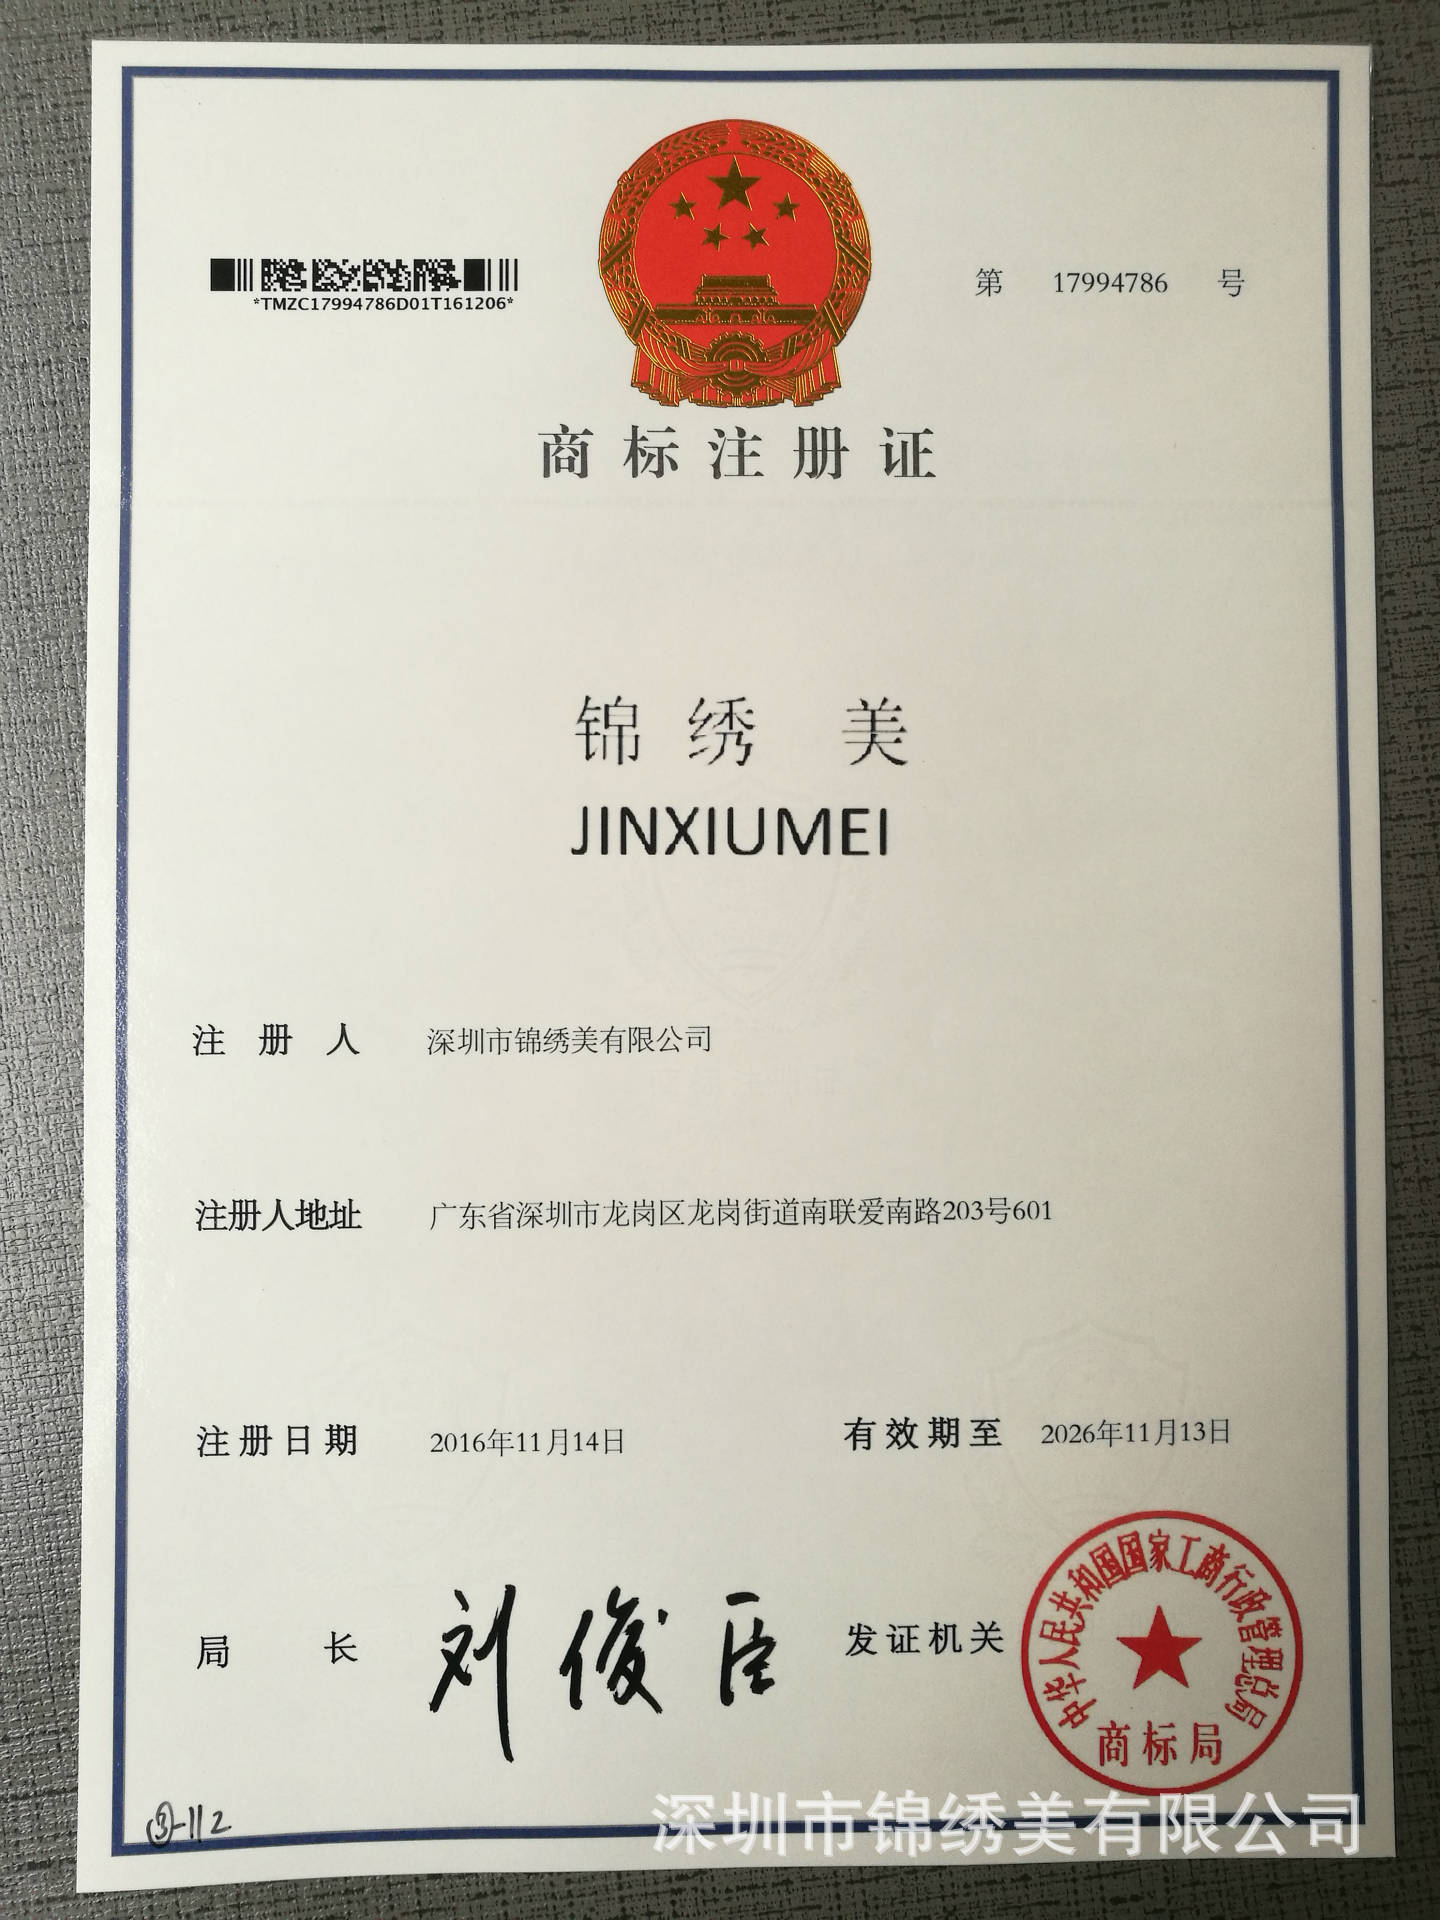 *TMZC17994786D01T161206*
第 17994786 号
商标注册证
锦绣 美
JINXIUMEI
注册人 深圳市锦绣美有限公司
注册人地址 广东省深圳市龙岗区龙岗街道南联爱南路203号601
注册日期 2016年11月14日 有效期至 2026年11月13日
局长 刘俊臣 发证机关
中华人民共和国国家工商行政管理总局
商标局
③-112
深圳市锦绣美有限公司